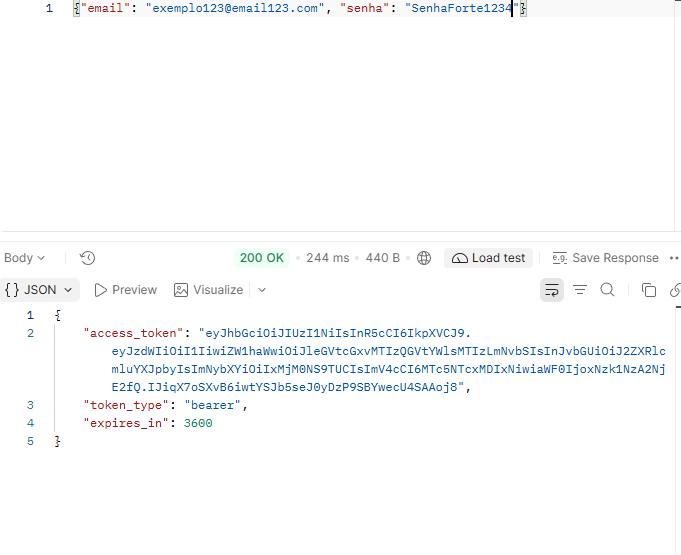 1 {"email": "exemplo123@email123.com", "senha": "SenhaForte1234"}
Body 200 OK • 244 ms • 440 B • Load test e.g. Save Response ••
{} JSON Preview Visualize
1 {
2 "access_token": "eyJhbGciOiJIUzI1NiIsInR5cCI6IkpXVCJ9.
eyJzdWIiOiI1IiwiZW1haWwiOiJleGVtcGxvMTIzQGVtYWlsMTIzLmNvbSIsInJvbGUiOiJ2ZXRlc
mluYXJpbyIsImNybXYiOiIxMjM0NS9TUCIsImV4cCI6MTc5NTcxMDIxNiwiaWF0IjoxNzk1NzA2Nj
E2fQ.IJiqX7oSXvB6iwtYSJb5seJ0yDzP9SBYwecU4SAAoj8",
3 "token_type": "bearer",
4 "expires_in": 3600
5 }